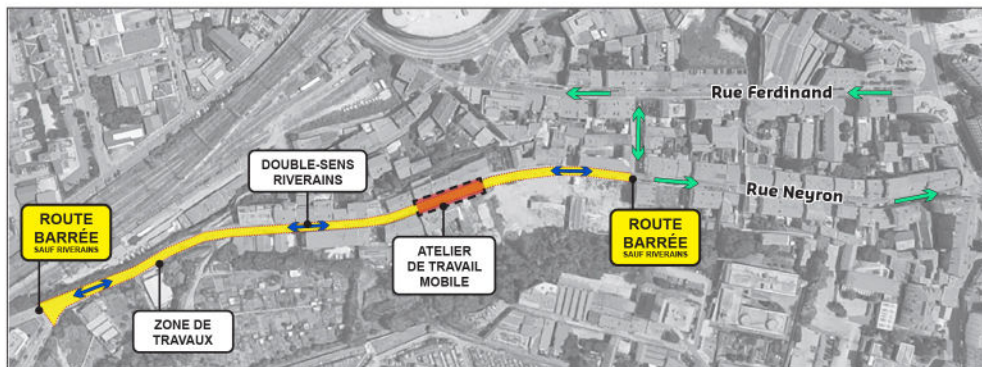 Rue Ferdinand
DOUBLE-SENS
RIVERAINS
Rue Neyron
ROUTE
BARRÉE
SAUF RIVERAINS
ROUTE
BARRÉE
SAUF RIVERAINS
ATELIER
DE TRAVAIL
MOBILE
ZONE DE
TRAVAUX